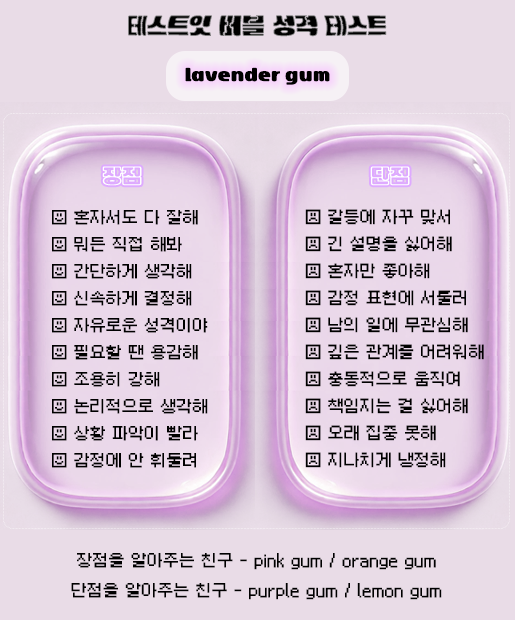 테스트잇 버블 성격 테스트
lavender gum
장점
혼자서도 다 잘해
뭐든 직접 해봐
간단하게 생각해
신속하게 결정해
자유로운 성격이야
필요할 땐 용감해
조용히 강해
논리적으로 생각해
상황 파악이 빨라
감정에 안 휘둘려
단점
갈등에 자꾸 맞서
긴 설명을 싫어해
혼자만 좋아해
감정 표현에 서툴러
남의 일에 무관심해
깊은 관계를 어려워해
충동적으로 움직여
책임지는 걸 싫어해
오래 집중 못해
지나치게 냉정해
장점을 알아주는 친구 - pink gum / orange gum
단점을 알아주는 친구 - purple gum / lemon gum